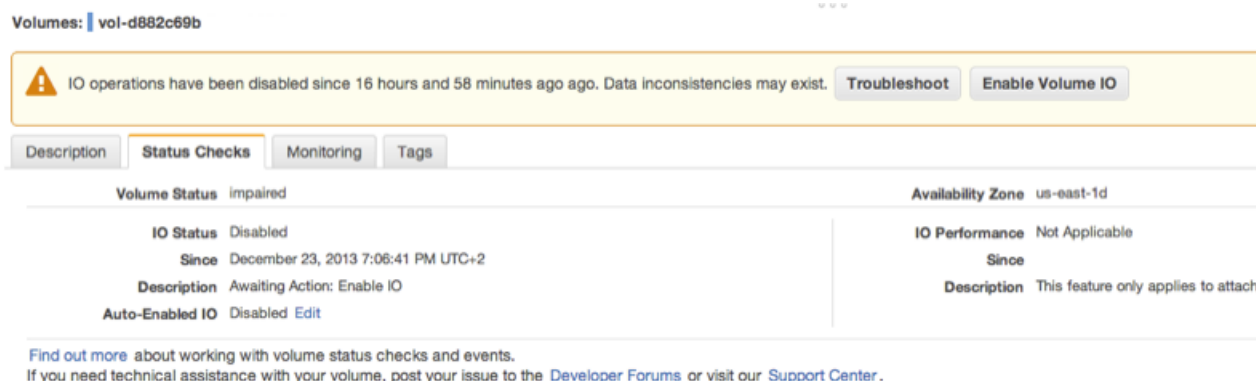 Volumes: vol-d882c69b
IO operations have been disabled since 16 hours and 58 minutes ago ago. Data inconsistencies may exist. Troubleshoot Enable Volume IO
Description Status Checks Monitoring Tags
Volume Status impaired Availability Zone us-east-1d
IO Status Disabled IO Performance Not Applicable
Since December 23, 2013 7:06:41 PM UTC+2 Since
Description Awaiting Action: Enable IO Description This feature only applies to attach
Auto-Enabled IO Disabled Edit
Find out more about working with volume status checks and events.
If you need technical assistance with your volume, post your issue to the Developer Forums or visit our Support Center.